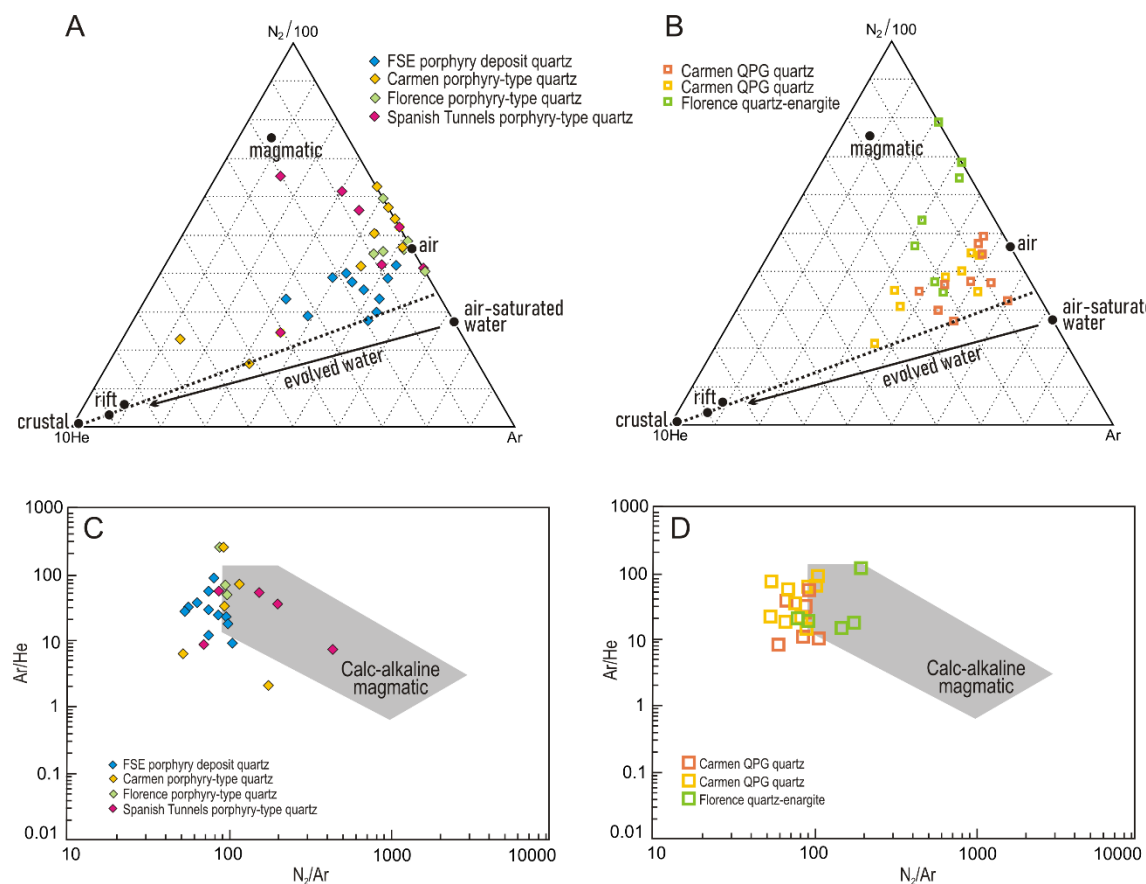 A
N₂/100
FSE porphyry deposit quartz
Carmen porphyry-type quartz
Florence porphyry-type quartz
Spanish Tunnels porphyry-type quartz
magmatic
air
air-saturated
water
evolved water
rift
crustal
10He
Ar
B
N₂/100
Carmen QPG quartz
Carmen QPG quartz
Florence quartz-enargite
magmatic
air
air-saturated
water
evolved water
rift
crustal
10He
Ar
C
1000
100
10
1
0.1
0.01
Ar/He
Calc-alkaline
magmatic
FSE porphyry deposit quartz
Carmen porphyry-type quartz
Florence porphyry-type quartz
Spanish Tunnels porphyry-type quartz
10
100
1000
10000
N₂/Ar
D
1000
100
10
1
0.1
0.01
Ar/He
Calc-alkaline
magmatic
Carmen QPG quartz
Carmen QPG quartz
Florence quartz-enargite
10
100
1000
10000
N₂/Ar